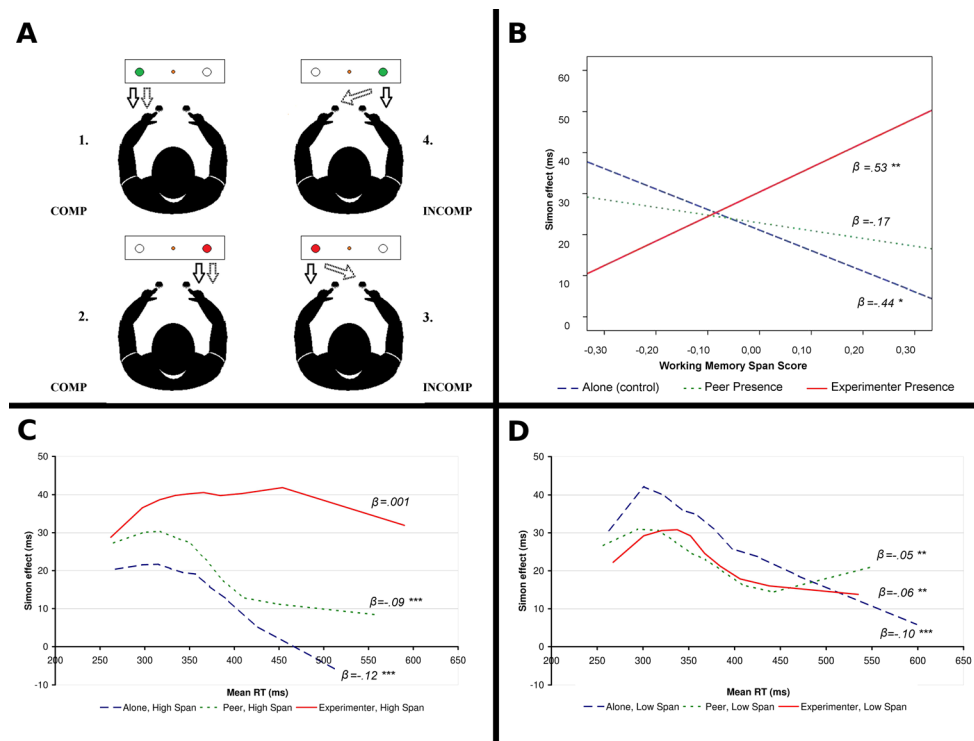 A
1.
4.
COMP
INCOMP
2.
3.
COMP
INCOMP
B
60
50
40
30
20
10
0
Simon effect (ms)
β=.53 **
β=-.17
β=-.44 *
-0,30 -0,20 -0,10 0,00 0,20 0,20 0,30
Working Memory Span Score
Alone (control) Peer Presence Experimenter Presence
C
50
40
30
20
10
0
-10
Simon effect (ms)
β=.001
β=-.09 ***
β=-.12 ***
200 250 300 350 400 450 500 550 600 650
Mean RT (ms)
Alone, High Span Peer, High Span Experimenter, High Span
D
50
40
30
20
10
0
-10
Simon effect (ms)
β=-.05 **
β=-.06 **
β=-.10 ***
200 250 300 350 400 450 500 550 600 650
Mean RT (ms)
Alone, Low Span Peer, Low Span Experimenter, Low Span